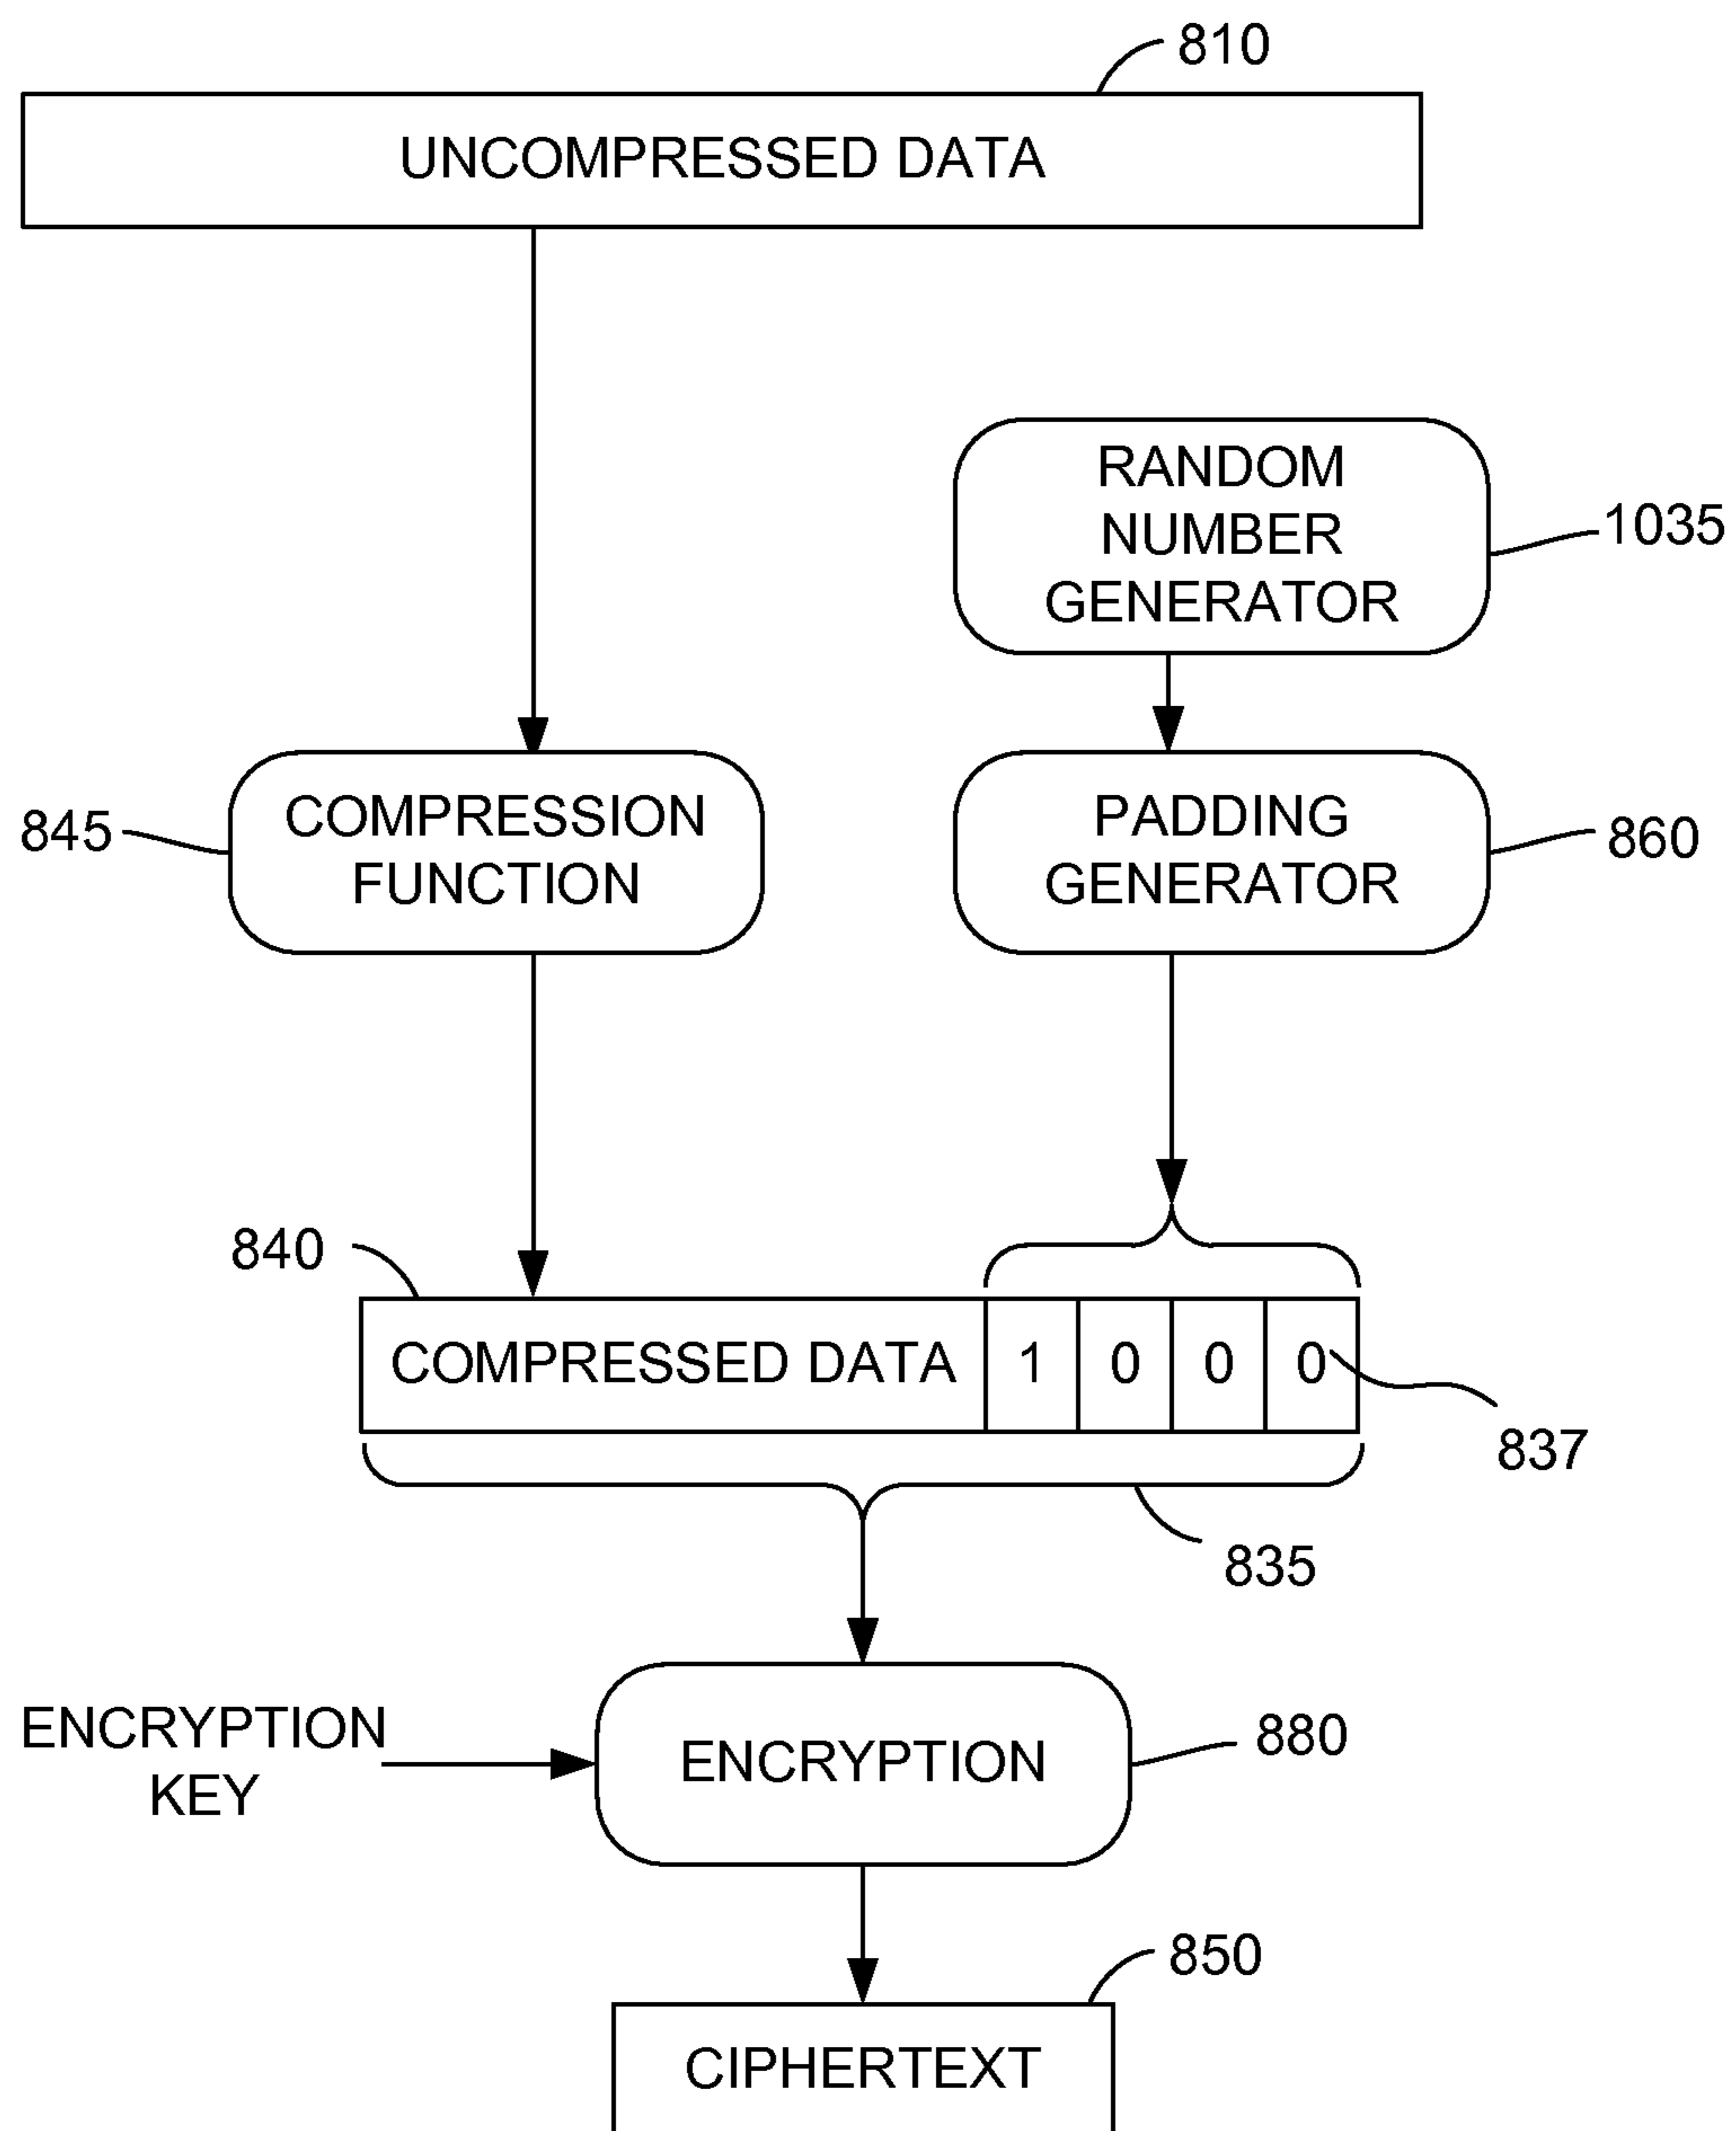 810
UNCOMPRESSED DATA
RANDOM
NUMBER
GENERATOR
1035
COMPRESSION
FUNCTION
845
PADDING
GENERATOR
860
840
COMPRESSED DATA 1 0 0 0
837
835
ENCRYPTION
KEY
ENCRYPTION
880
850
CIPHERTEXT